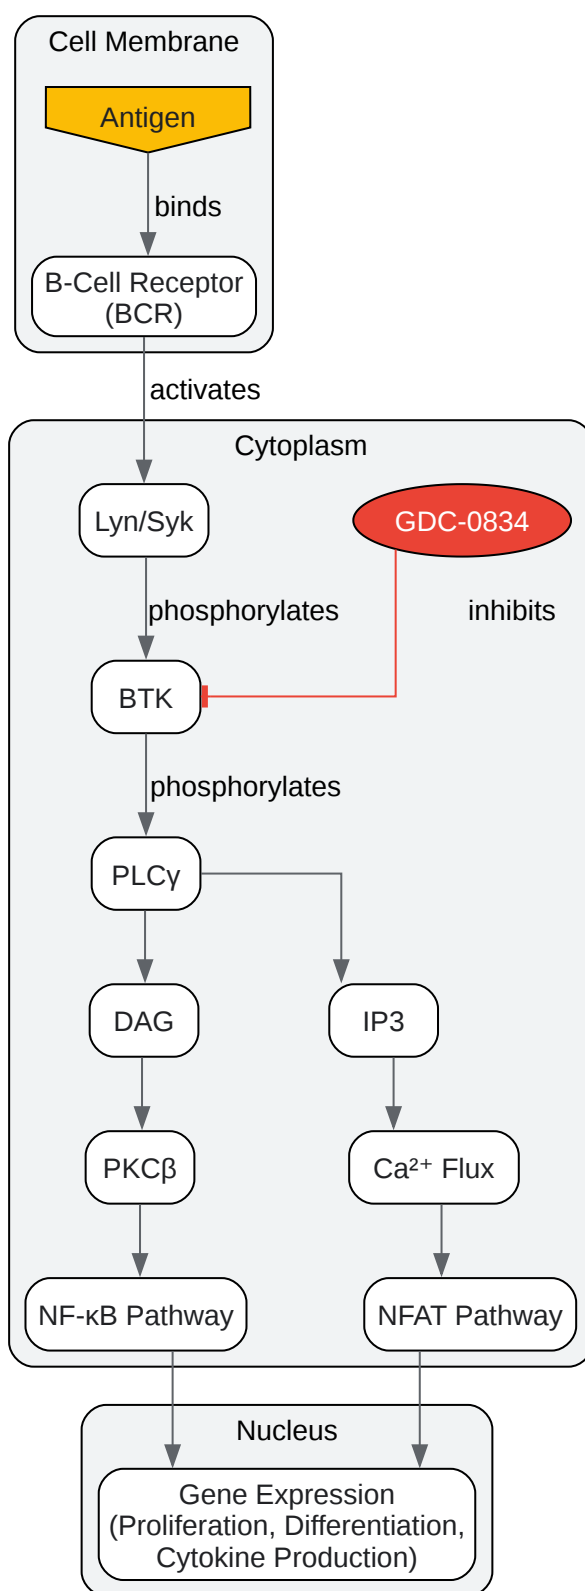 Cell Membrane
Antigen
binds
B-Cell Receptor
(BCR)
activates
Cytoplasm
Lyn/Syk
GDC-0834
phosphorylates
inhibits
BTK
phosphorylates
PLCγ
DAG
IP3
PKCβ
Ca²⁺ Flux
NF-κB Pathway
NFAT Pathway
Nucleus
Gene Expression
(Proliferation, Differentiation,
Cytokine Production)